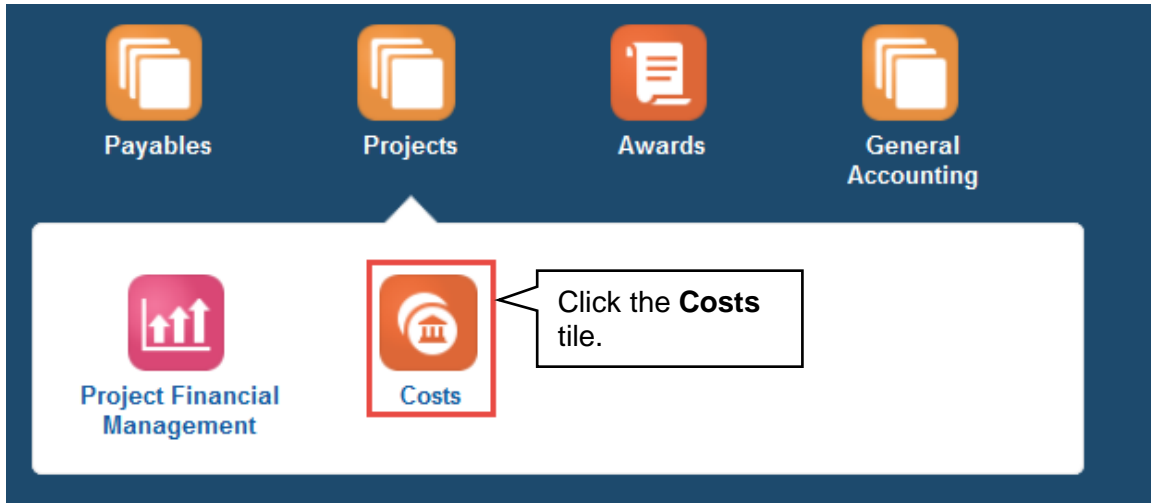 Payables
Projects
Awards
General
Accounting
Click the Costs
tile.
Project Financial
Management
Costs